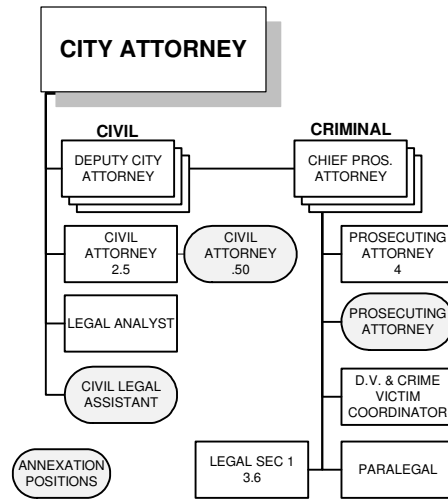 CITY ATTORNEY
CIVIL
CRIMINAL
DEPUTY CITY
ATTORNEY
CHIEF PROS.
ATTORNEY
CIVIL
ATTORNEY
2.5
CIVIL
ATTORNEY
.50
PROSECUTING
ATTORNEY
4
LEGAL ANALYST
PROSECUTING
ATTORNEY
CIVIL LEGAL
ASSISTANT
D.V. & CRIME
VICTIM
COORDINATOR
ANNEXATION
POSITIONS
LEGAL SEC 1
3.6
PARALEGAL